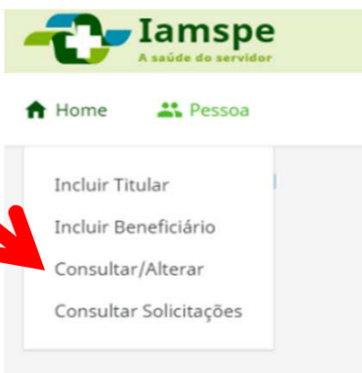 Iamspe
A saúde do servidor
Home Pessoa
Incluir Titular
Incluir Beneficiário
Consultar/Alterar
Consultar Solicitações